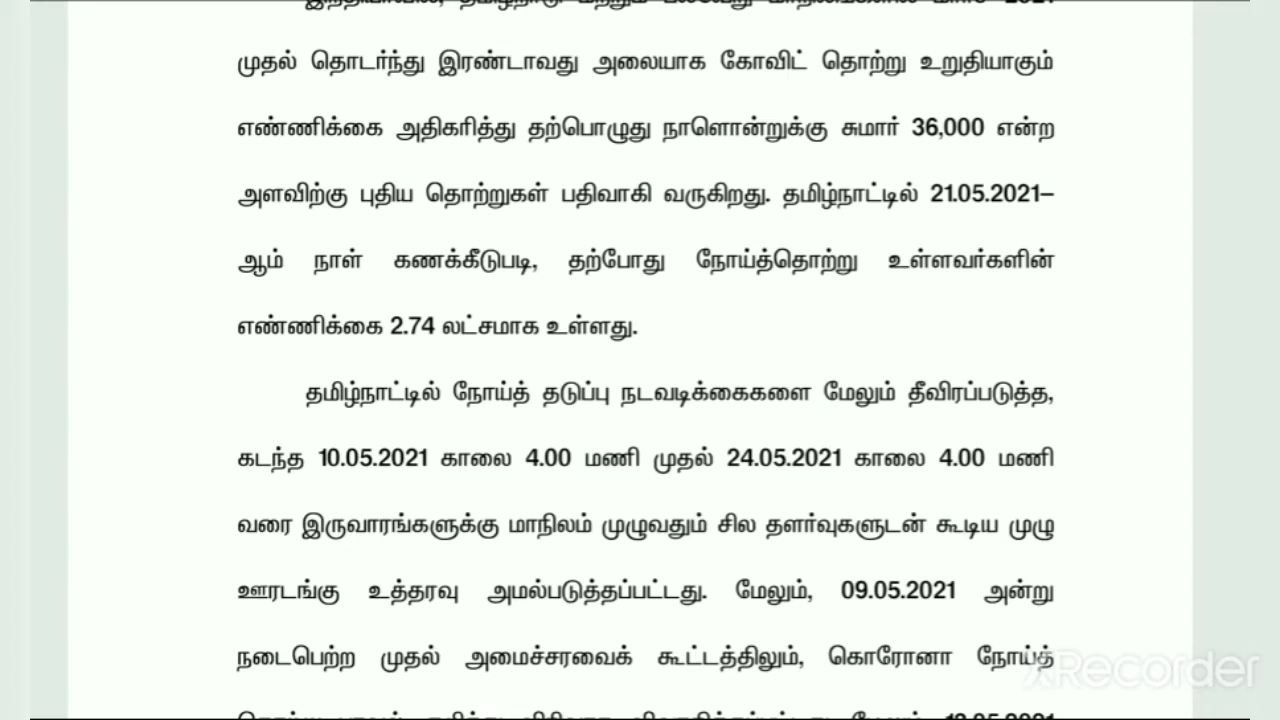 முதல் தொடர்ந்து இரண்டாவது அலையாக கோவிட் தொற்று உறுதியாகும்
எண்ணிக்கை அதிகரித்து தற்பொழுது நாளொன்றுக்கு சுமார் 36,000 என்ற
அளவிற்கு புதிய தொற்றுகள் பதிவாகி வருகிறது. தமிழ்நாட்டில் 21.05.2021–
ஆம் நாள் கணக்கீடுபடி, தற்போது நோய்த்தொற்று உள்ளவர்களின்
எண்ணிக்கை 2.74 லட்சமாக உள்ளது.
தமிழ்நாட்டில் நோய்த் தடுப்பு நடவடிக்கைகளை மேலும் தீவிரப்படுத்த,
கடந்த 10.05.2021 காலை 4.00 மணி முதல் 24.05.2021 காலை 4.00 மணி
வரை இருவாரங்களுக்கு மாநிலம் முழுவதும் சில தளர்வுகளுடன் கூடிய முழு
ஊரடங்கு உத்தரவு அமல்படுத்தப்பட்டது. மேலும், 09.05.2021 அன்று
நடைபெற்ற முதல் அமைச்சரவைக் கூட்டத்திலும், கொரோனா நோய்த்
XRecorder